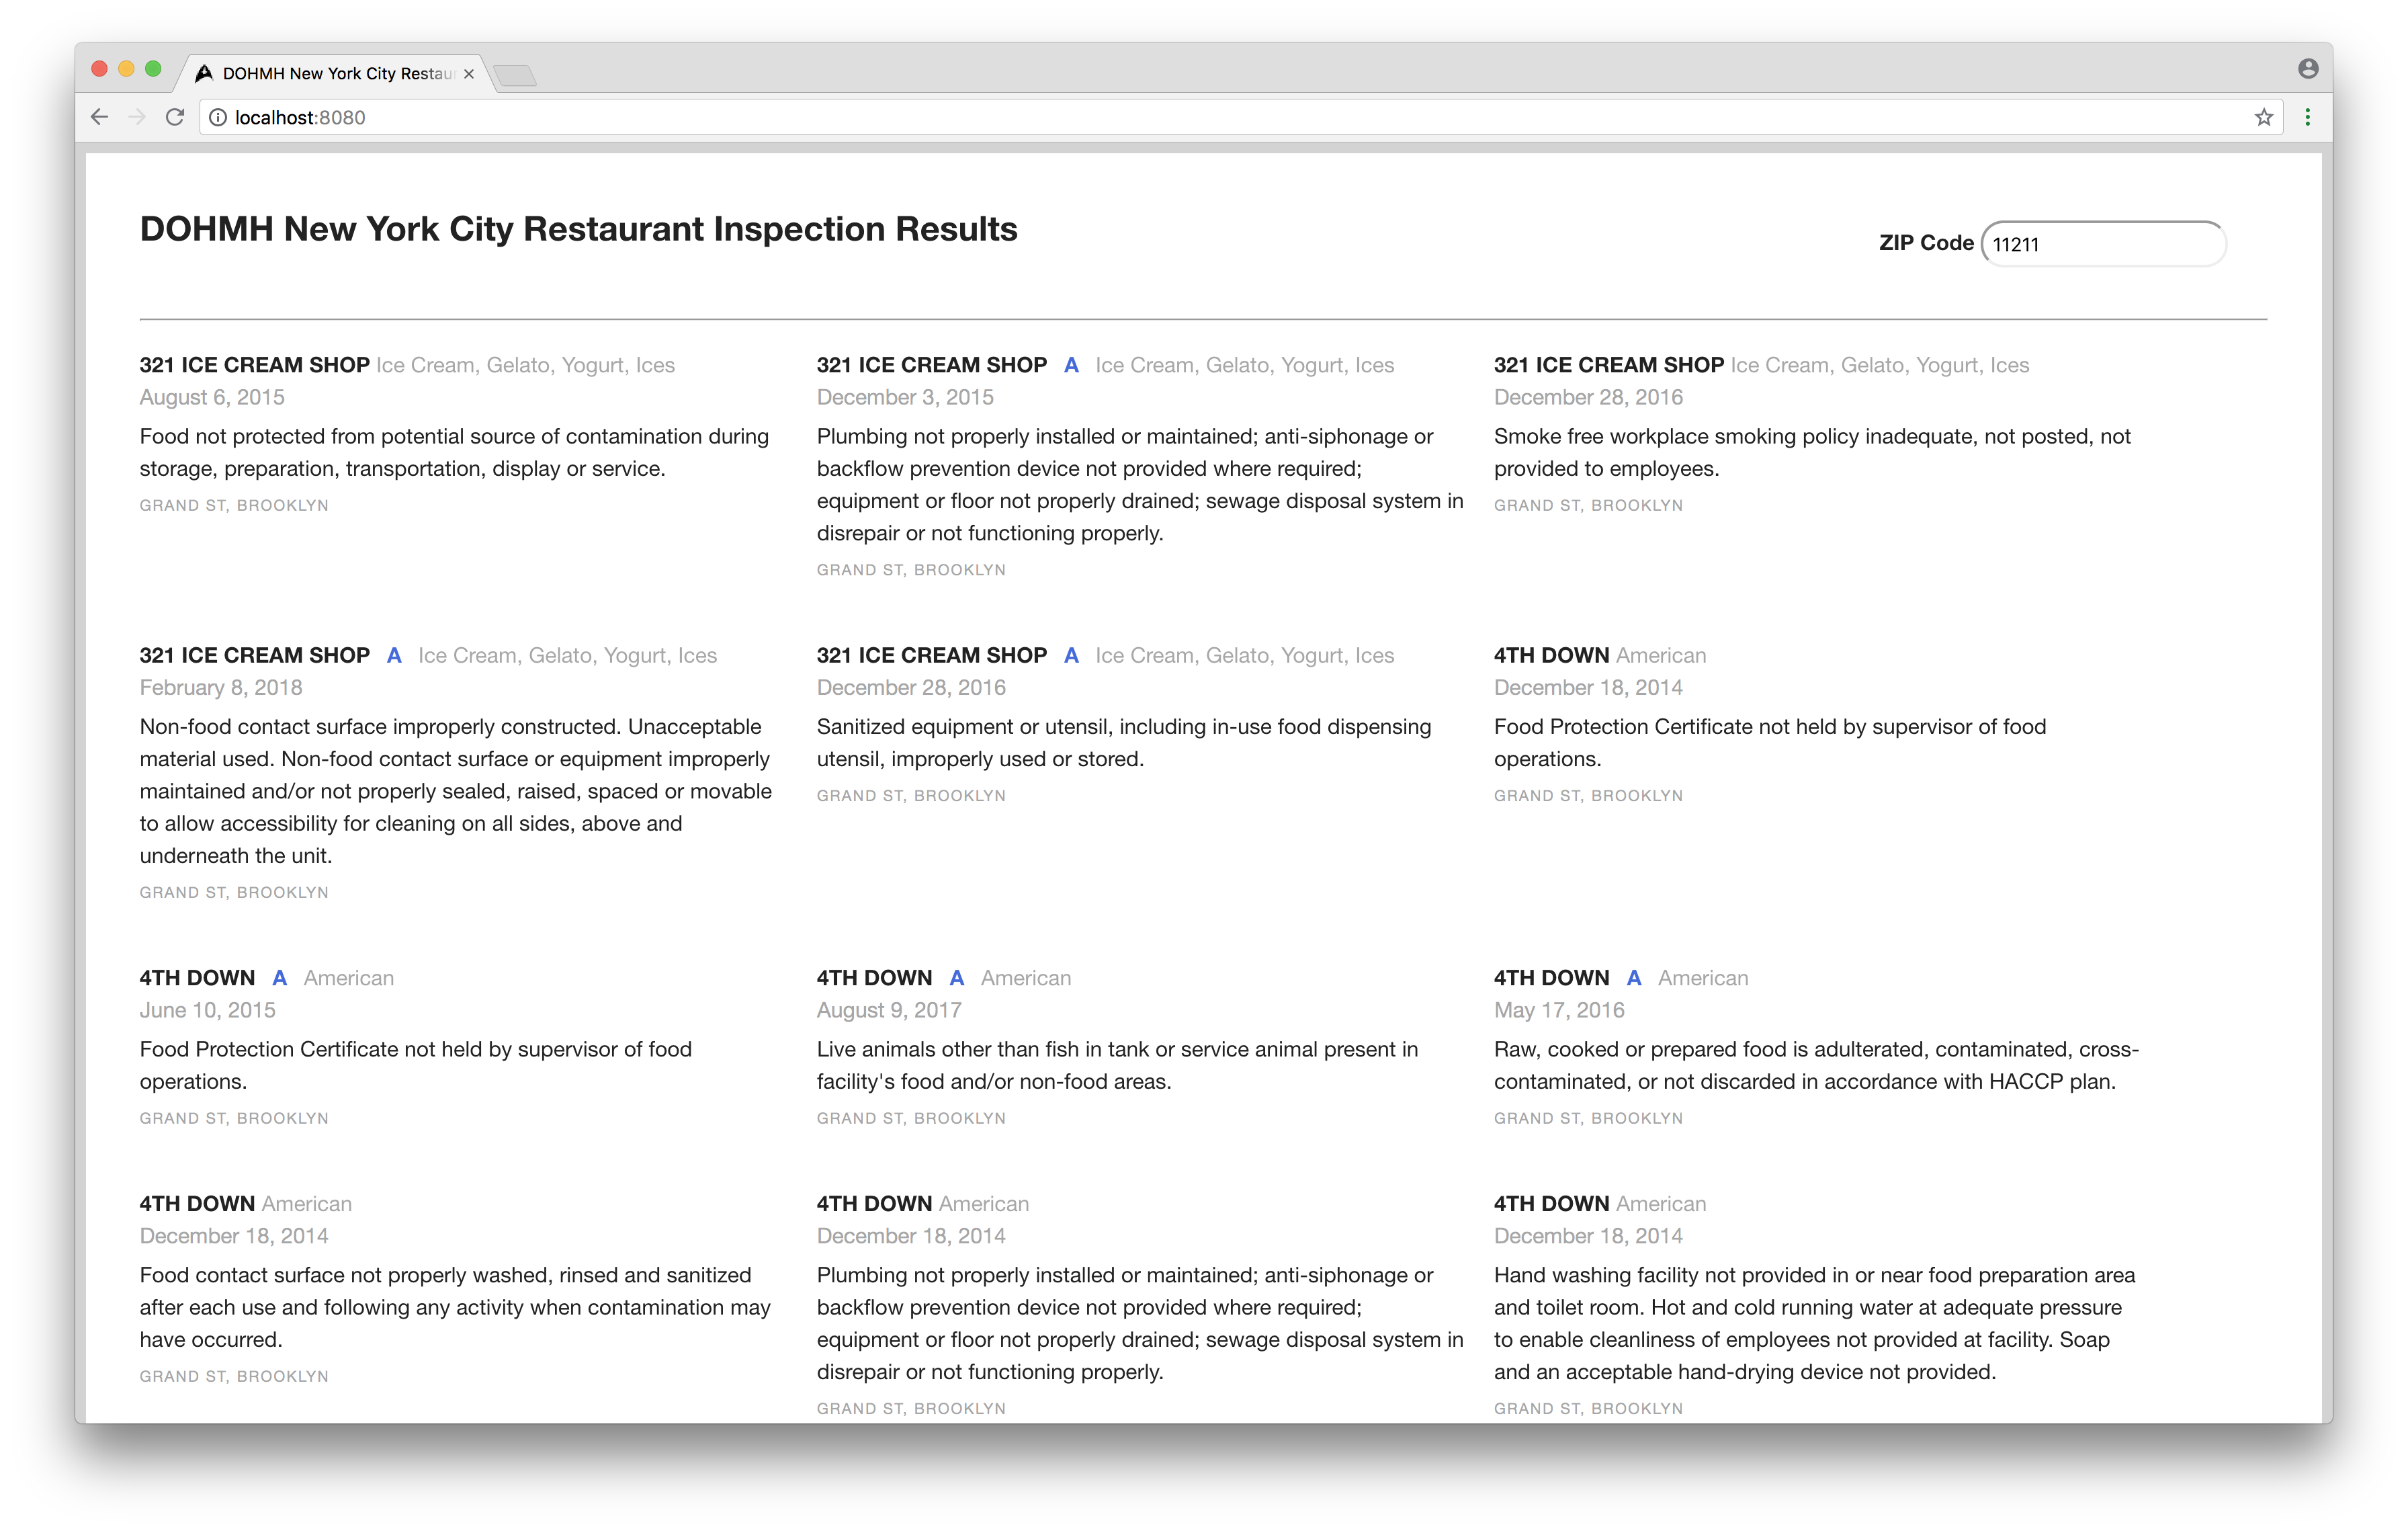 DOHMH New York City Restau
localhost:8080
DOHMH New York City Restaurant Inspection Results
ZIP Code 11211
321 ICE CREAM SHOP Ice Cream, Gelato, Yogurt, Ices
August 6, 2015
Food not protected from potential source of contamination during
storage, preparation, transportation, display or service.
GRAND ST, BROOKLYN
321 ICE CREAM SHOP A Ice Cream, Gelato, Yogurt, Ices
December 3, 2015
Plumbing not properly installed or maintained; anti-siphonage or
backflow prevention device not provided where required;
equipment or floor not properly drained; sewage disposal system in
disrepair or not functioning properly.
GRAND ST, BROOKLYN
321 ICE CREAM SHOP Ice Cream, Gelato, Yogurt, Ices
December 28, 2016
Smoke free workplace smoking policy inadequate, not posted, not
provided to employees.
GRAND ST, BROOKLYN
321 ICE CREAM SHOP A Ice Cream, Gelato, Yogurt, Ices
February 8, 2018
Non-food contact surface improperly constructed. Unacceptable
material used. Non-food contact surface or equipment improperly
maintained and/or not properly sealed, raised, spaced or movable
to allow accessibility for cleaning on all sides, above and
underneath the unit.
GRAND ST, BROOKLYN
321 ICE CREAM SHOP A Ice Cream, Gelato, Yogurt, Ices
December 28, 2016
Sanitized equipment or utensil, including in-use food dispensing
utensil, improperly used or stored.
GRAND ST, BROOKLYN
4TH DOWN American
December 18, 2014
Food Protection Certificate not held by supervisor of food
operations.
GRAND ST, BROOKLYN
4TH DOWN A American
June 10, 2015
Food Protection Certificate not held by supervisor of food
operations.
GRAND ST, BROOKLYN
4TH DOWN A American
August 9, 2017
Live animals other than fish in tank or service animal present in
facility's food and/or non-food areas.
GRAND ST, BROOKLYN
4TH DOWN A American
May 17, 2016
Raw, cooked or prepared food is adulterated, contaminated, cross-
contaminated, or not discarded in accordance with HACCP plan.
GRAND ST, BROOKLYN
4TH DOWN American
December 18, 2014
Food contact surface not properly washed, rinsed and sanitized
after each use and following any activity when contamination may
have occurred.
GRAND ST, BROOKLYN
4TH DOWN American
December 18, 2014
Plumbing not properly installed or maintained; anti-siphonage or
backflow prevention device not provided where required;
equipment or floor not properly drained; sewage disposal system in
disrepair or not functioning properly.
GRAND ST, BROOKLYN
4TH DOWN American
December 18, 2014
Hand washing facility not provided in or near food preparation area
and toilet room. Hot and cold running water at adequate pressure
to enable cleanliness of employees not provided at facility. Soap
and an acceptable hand-drying device not provided.
GRAND ST, BROOKLYN